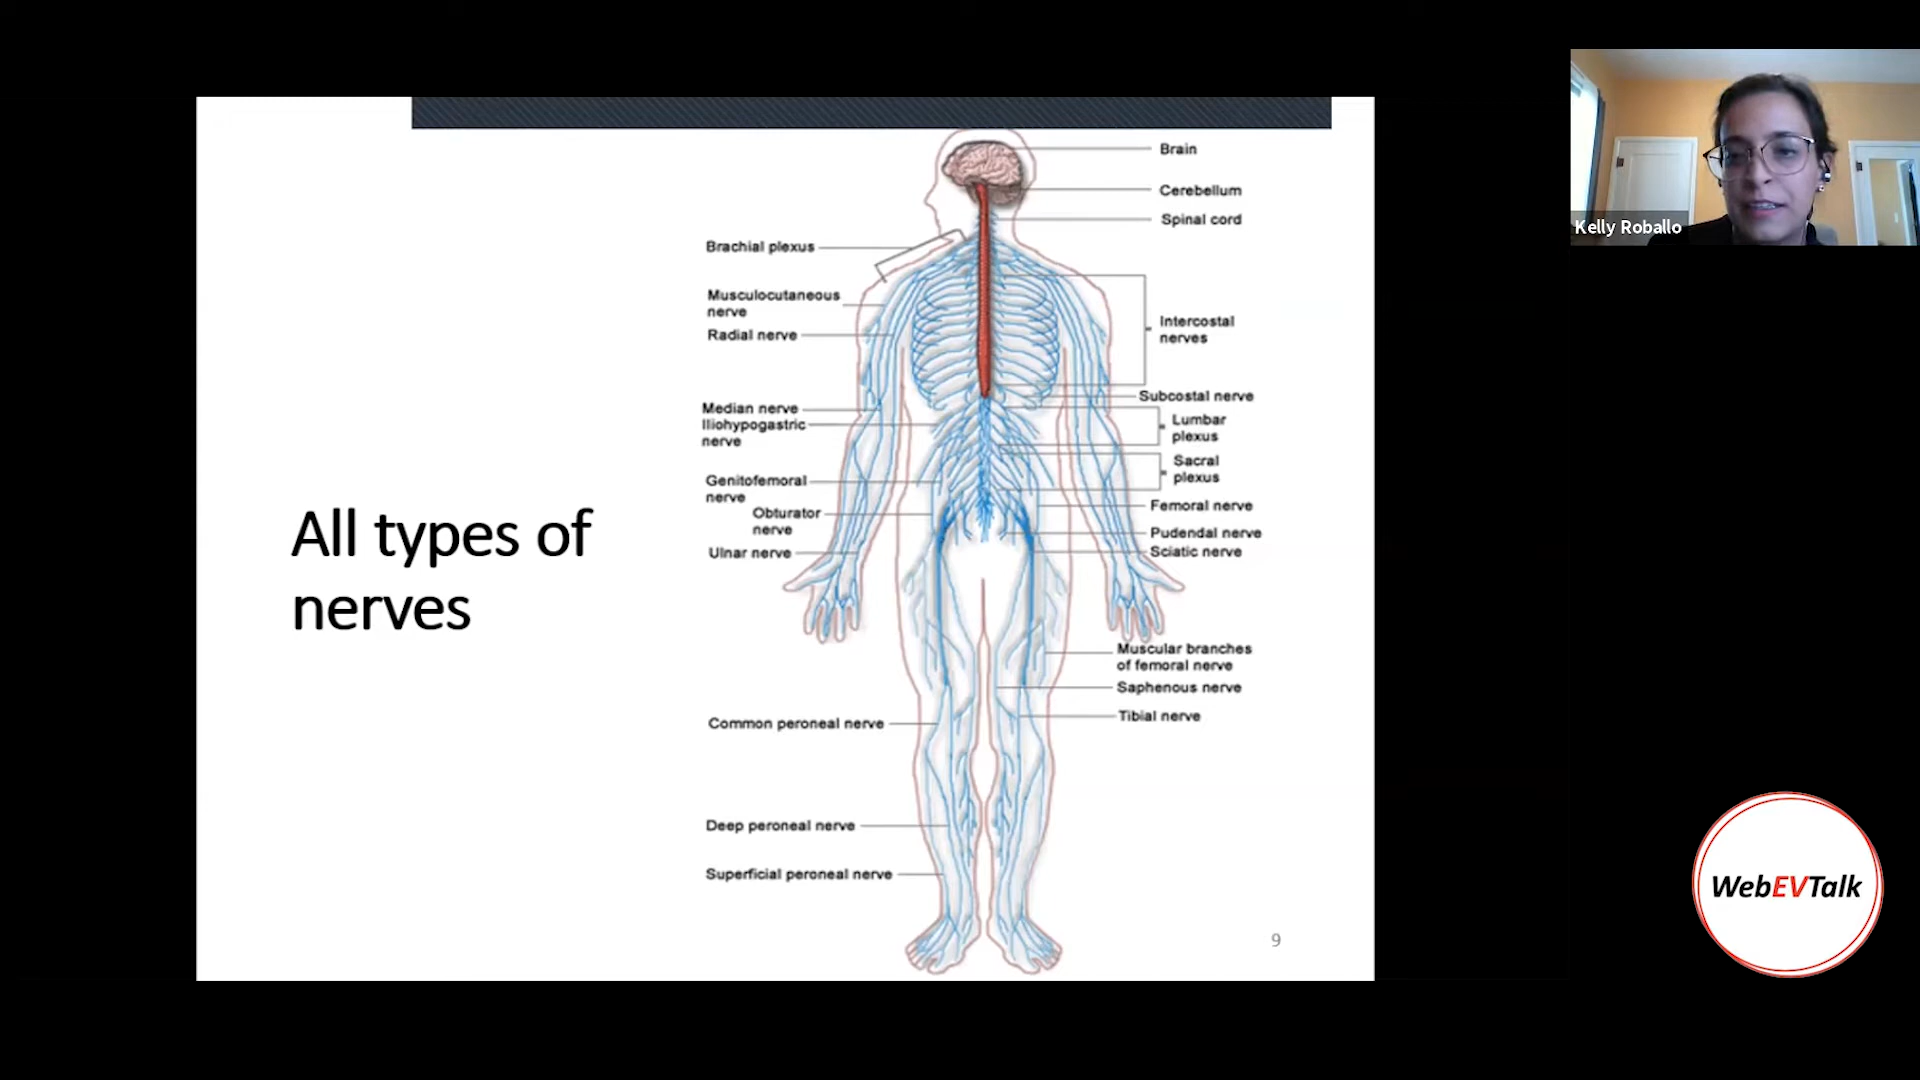 All types of
nerves
Brain
Cerebellum
Spinal cord
Brachial plexus
Musculocutaneous
nerve
Radial nerve
Intercostal
nerves
Subcostal nerve
Median nerve
Iliohypogastric
nerve
Lumbar
plexus
Sacral
plexus
Genitofemoral
nerve
Obturator
nerve
Ulnar nerve
Femoral nerve
Pudendal nerve
Sciatic nerve
Muscular branches
of femoral nerve
Saphenous nerve
Tibial nerve
Common peroneal nerve
Deep peroneal nerve
Superficial peroneal nerve
9
Kelly Roballo
WebEVTalk